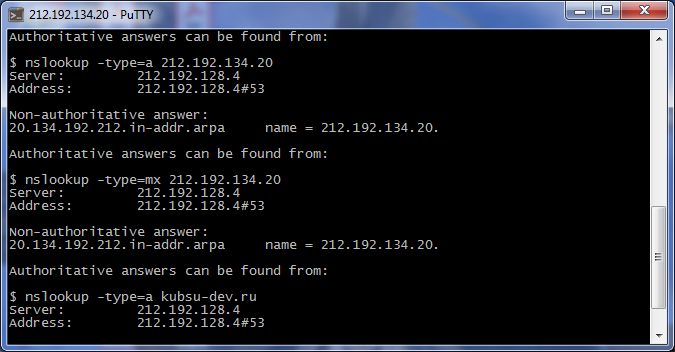 212.192.134.20 - PuTTY
Authoritative answers can be found from:
$ nslookup -type=a 212.192.134.20
Server:         212.192.128.4
Address:        212.192.128.4#53
Non-authoritative answer:
20.134.192.212.in-addr.arpa     name = 212.192.134.20.
Authoritative answers can be found from:
$ nslookup -type=mx 212.192.134.20
Server:         212.192.128.4
Address:        212.192.128.4#53
Non-authoritative answer:
20.134.192.212.in-addr.arpa     name = 212.192.134.20.
Authoritative answers can be found from:
$ nslookup -type=a kubsu-dev.ru
Server:         212.192.128.4
Address:        212.192.128.4#53